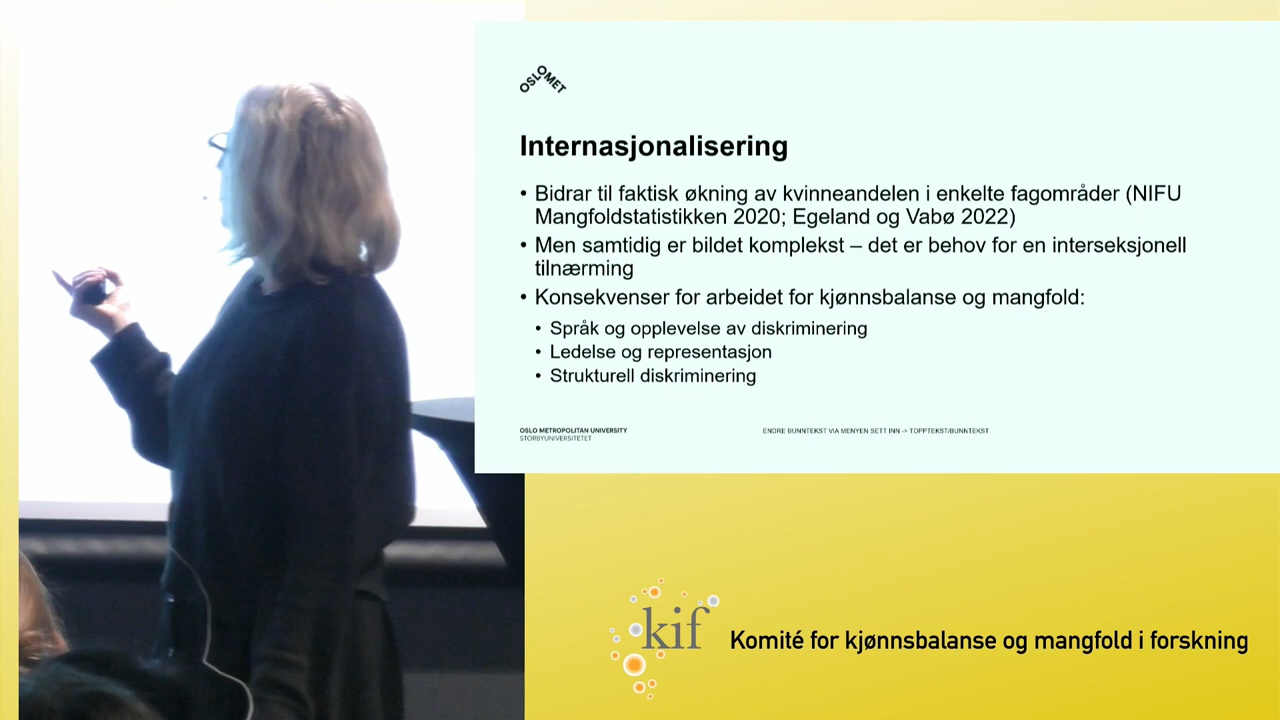 OSLOMET
Internasjonalisering
• Bidrar til faktisk økning av kvinneandelen i enkelte fagområder (NIFU
Mangfoldstatistikken 2020; Egeland og Vabø 2022)
• Men samtidig er bildet komplekst – det er behov for en interseksjonell
tilnærming
• Konsekvenser for arbeidet for kjønnsbalanse og mangfold:
• Språk og opplevelse av diskriminering
• Ledelse og representasjon
• Strukturell diskriminering
OSLO METROPOLITAN UNIVERSITY
STORBYUNIVERSITETET
ENDRE BUNNTEKST VIA MENYEN SETT INN -> TOPPTEKST/BUNNTEKST
kif
Komité for kjønnsbalanse og mangfold i forskning